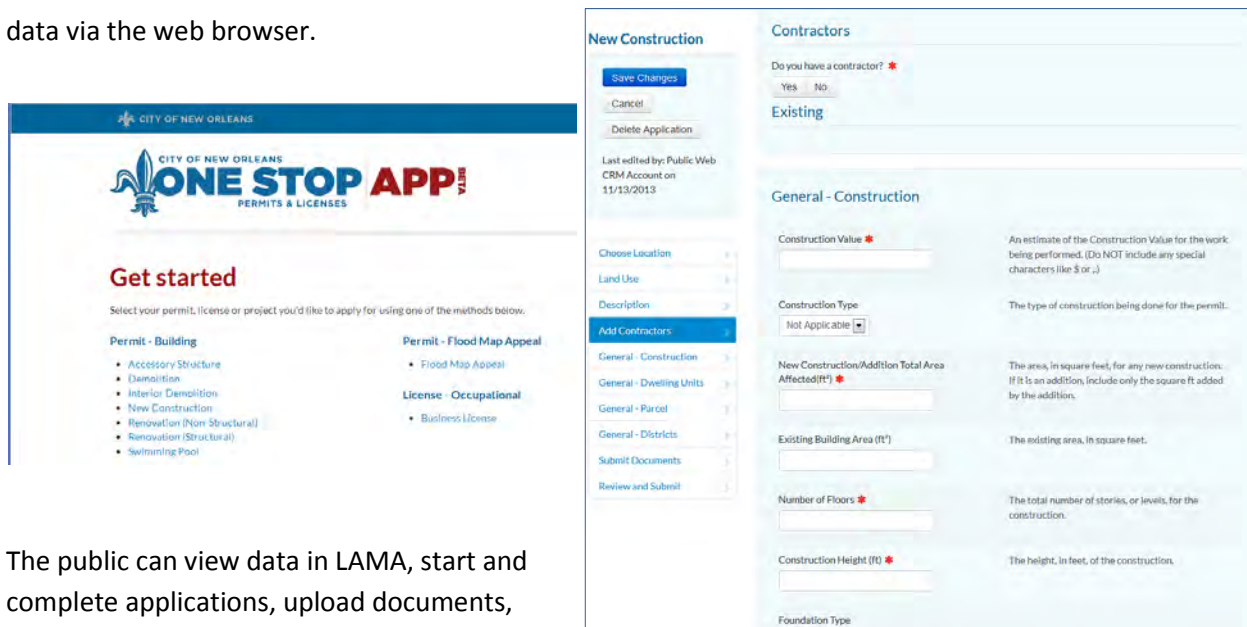 data via the web browser.
CITY OF NEW ORLEANS
CITY OF NEW ORLEANS
ONE STOP APP!
BETA
PERMITS & LICENSES
Get started
Select your permit, license or project you'd like to apply for using one of the methods below.
Permit - Building
• Accessory Structure
• Demolition
• Interior Demolition
• New Construction
• Renovation (Non Structural)
• Renovation (Structural)
• Swimming Pool
Permit - Flood Map Appeal
• Flood Map Appeal
License - Occupational
• Business License
The public can view data in LAMA, start and
complete applications, upload documents,
New Construction
Save Changes
Cancel
Delete Application
Last edited by: Public Web
CRM Account on
11/13/2013
Choose Location
Land Use
Description
Add Contractors
General - Construction
General - Dwelling Units
General - Parcel
General - Districts
Submit Documents
Review and Submit
Contractors
Do you have a contractor? *
Yes No
Existing
General - Construction
Construction Value *
An estimate of the Construction Value for the work
being performed. (Do NOT include any special
characters like $ or ,.)
Construction Type
Not Applicable
The type of construction being done for the permit.
New Construction/Addition Total Area
Affected(ft²) *
The area, in square feet, for any new construction.
If it is an addition, include only the square ft added
by the addition.
Existing Building Area (ft²)
The existing area, in square feet.
Number of Floors *
The total number of stories, or levels, for the
construction.
Construction Height (ft) *
The height, in feet, of the construction.
Foundation Type